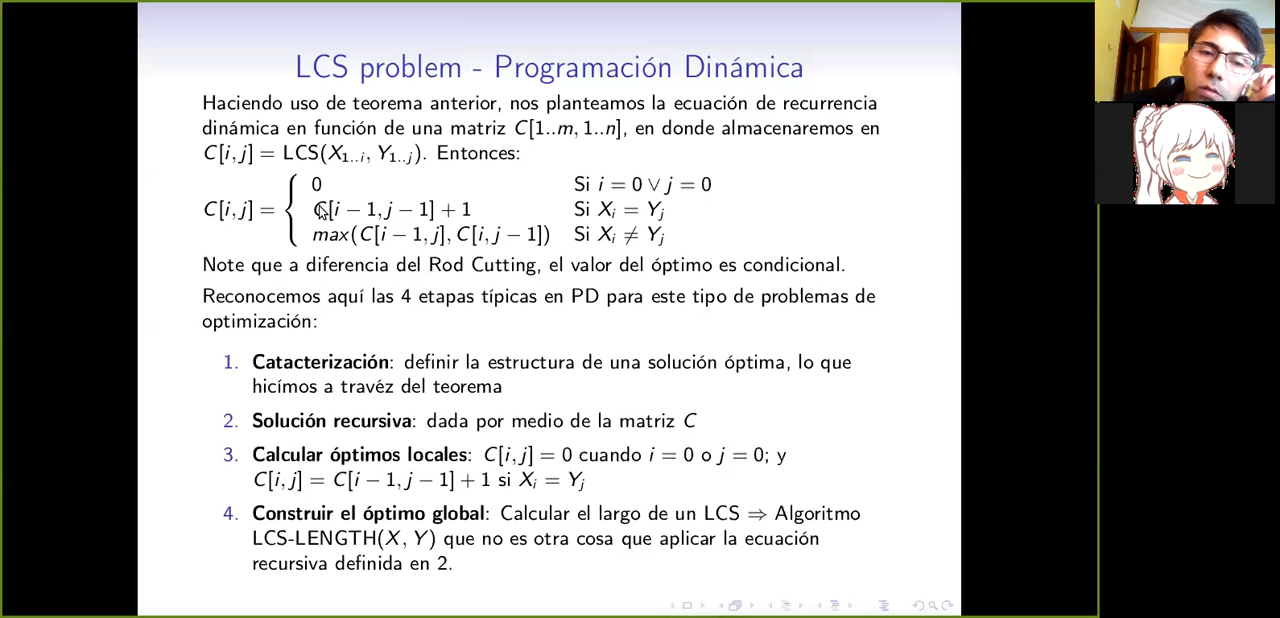 LCS problem - Programación Dinámica
Haciendo uso de teorema anterior, nos planteamos la ecuación de recurrencia
dinámica en función de una matriz C[1..m, 1..n], en donde almacenaremos en
C[i, j] = LCS(X₁..ᵢ, Y₁..ⱼ). Entonces:
0 Si i = 0 ∨ j = 0
C[i, j] = { C[i − 1, j − 1] + 1 Si Xᵢ = Yⱼ
max(C[i − 1, j], C[i, j − 1]) Si Xᵢ ≠ Yⱼ
Note que a diferencia del Rod Cutting, el valor del óptimo es condicional.
Reconocemos aquí las 4 etapas típicas en PD para este tipo de problemas de
optimización:
1. Catacterización: definir la estructura de una solución óptima, lo que
hicímos a travéz del teorema
2. Solución recursiva: dada por medio de la matriz C
3. Calcular óptimos locales: C[i, j] = 0 cuando i = 0 o j = 0; y
C[i, j] = C[i − 1, j − 1] + 1 si Xᵢ = Yⱼ
4. Construir el óptimo global: Calcular el largo de un LCS ⇒ Algoritmo
LCS-LENGTH(X, Y) que no es otra cosa que aplicar la ecuación
recursiva definida en 2.